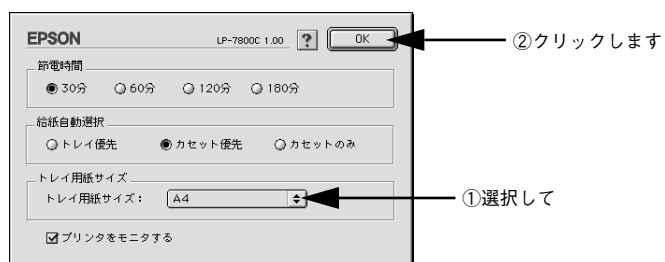 EPSON LP-7800C 1.00 ? OK ②クリックします
節電時間
30分 60分 120分 180分
給紙自動選択
トレイ優先 カセット優先 カセットのみ
トレイ用紙サイズ
トレイ用紙サイズ： A4 ①選択して
プリンタをモニタする